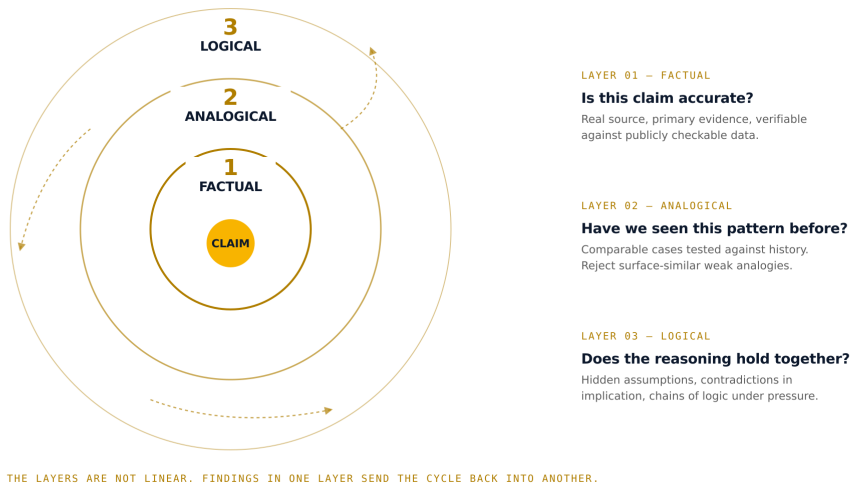 3
LOGICAL
2
ANALOGICAL
1
FACTUAL
CLAIM
LAYER 01 — FACTUAL
Is this claim accurate?
Real source, primary evidence, verifiable
against publicly checkable data.
LAYER 02 — ANALOGICAL
Have we seen this pattern before?
Comparable cases tested against history.
Reject surface-similar weak analogies.
LAYER 03 — LOGICAL
Does the reasoning hold together?
Hidden assumptions, contradictions in
implication, chains of logic under pressure.
THE LAYERS ARE NOT LINEAR. FINDINGS IN ONE LAYER SEND THE CYCLE BACK INTO ANOTHER.